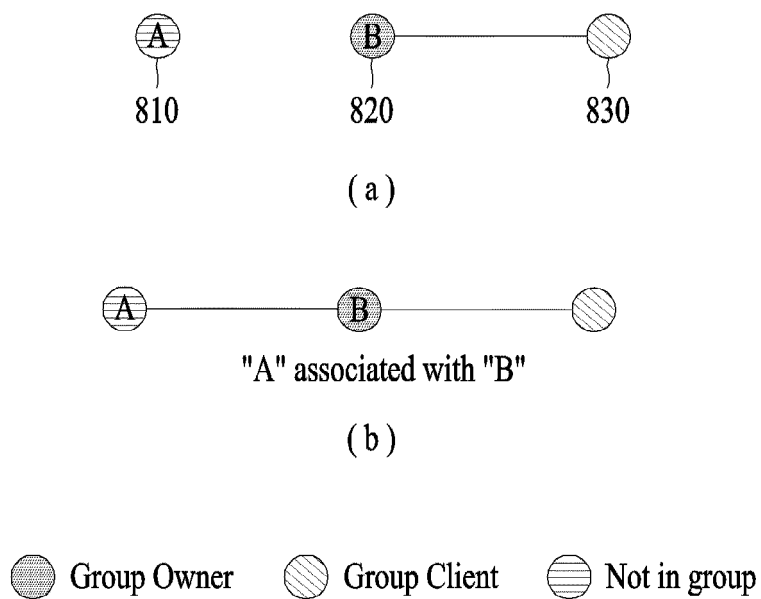 A B
810 820 830
( a )
A B
"A" associated with "B"
( b )
Group Owner Group Client Not in group